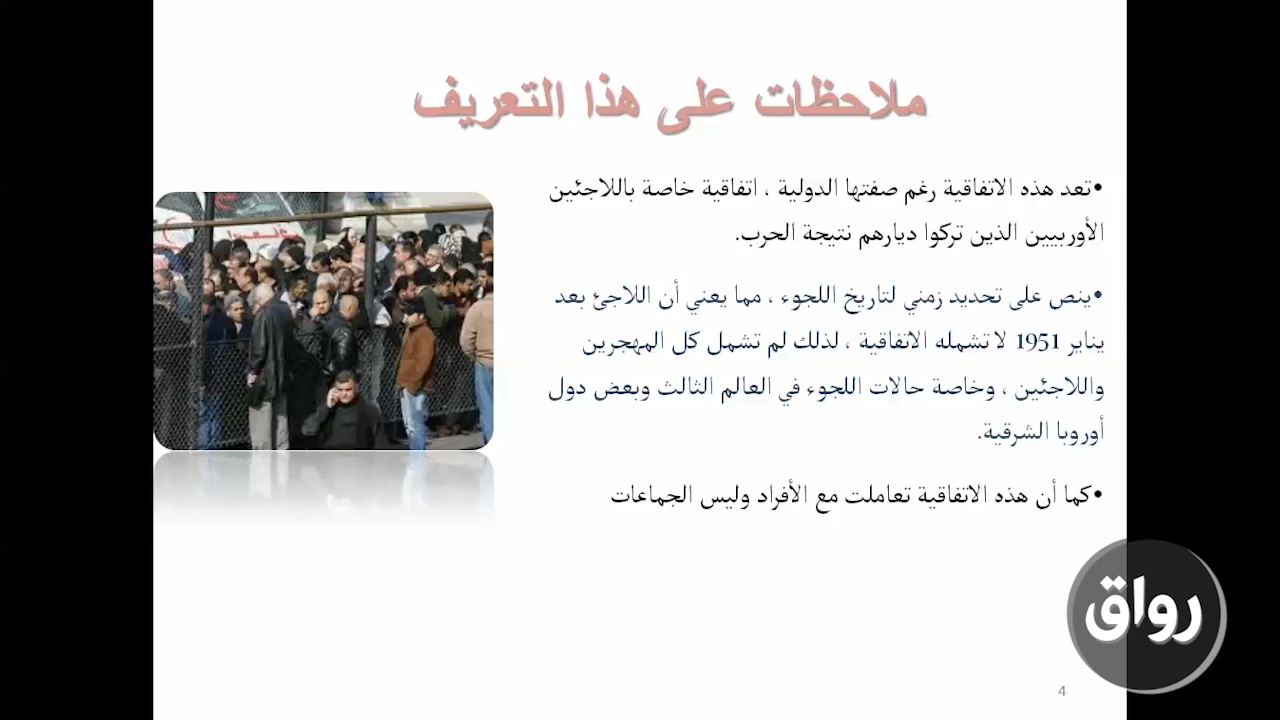 ملاحظات على هذا التعريف
•تعد هذه الاتفاقية رغم صفتها الدولية ، اتفاقية خاصة باللاجئين
الأوربيين الذين تركوا ديارهم نتيجة الحرب.
•ينص على تحديد زمني لتاريخ اللجوء ، مما يعني أن اللاجئ بعد
يناير 1951 لا تشمله الاتفاقية ، لذلك لم تشمل كل المهجرين
واللاجئين ، وخاصة حالات اللجوء في العالم الثالث وبعض دول
أوروبا الشرقية.
•كما أن هذه الاتفاقية تعاملت مع الأفراد وليس الجماعات
رواق
4